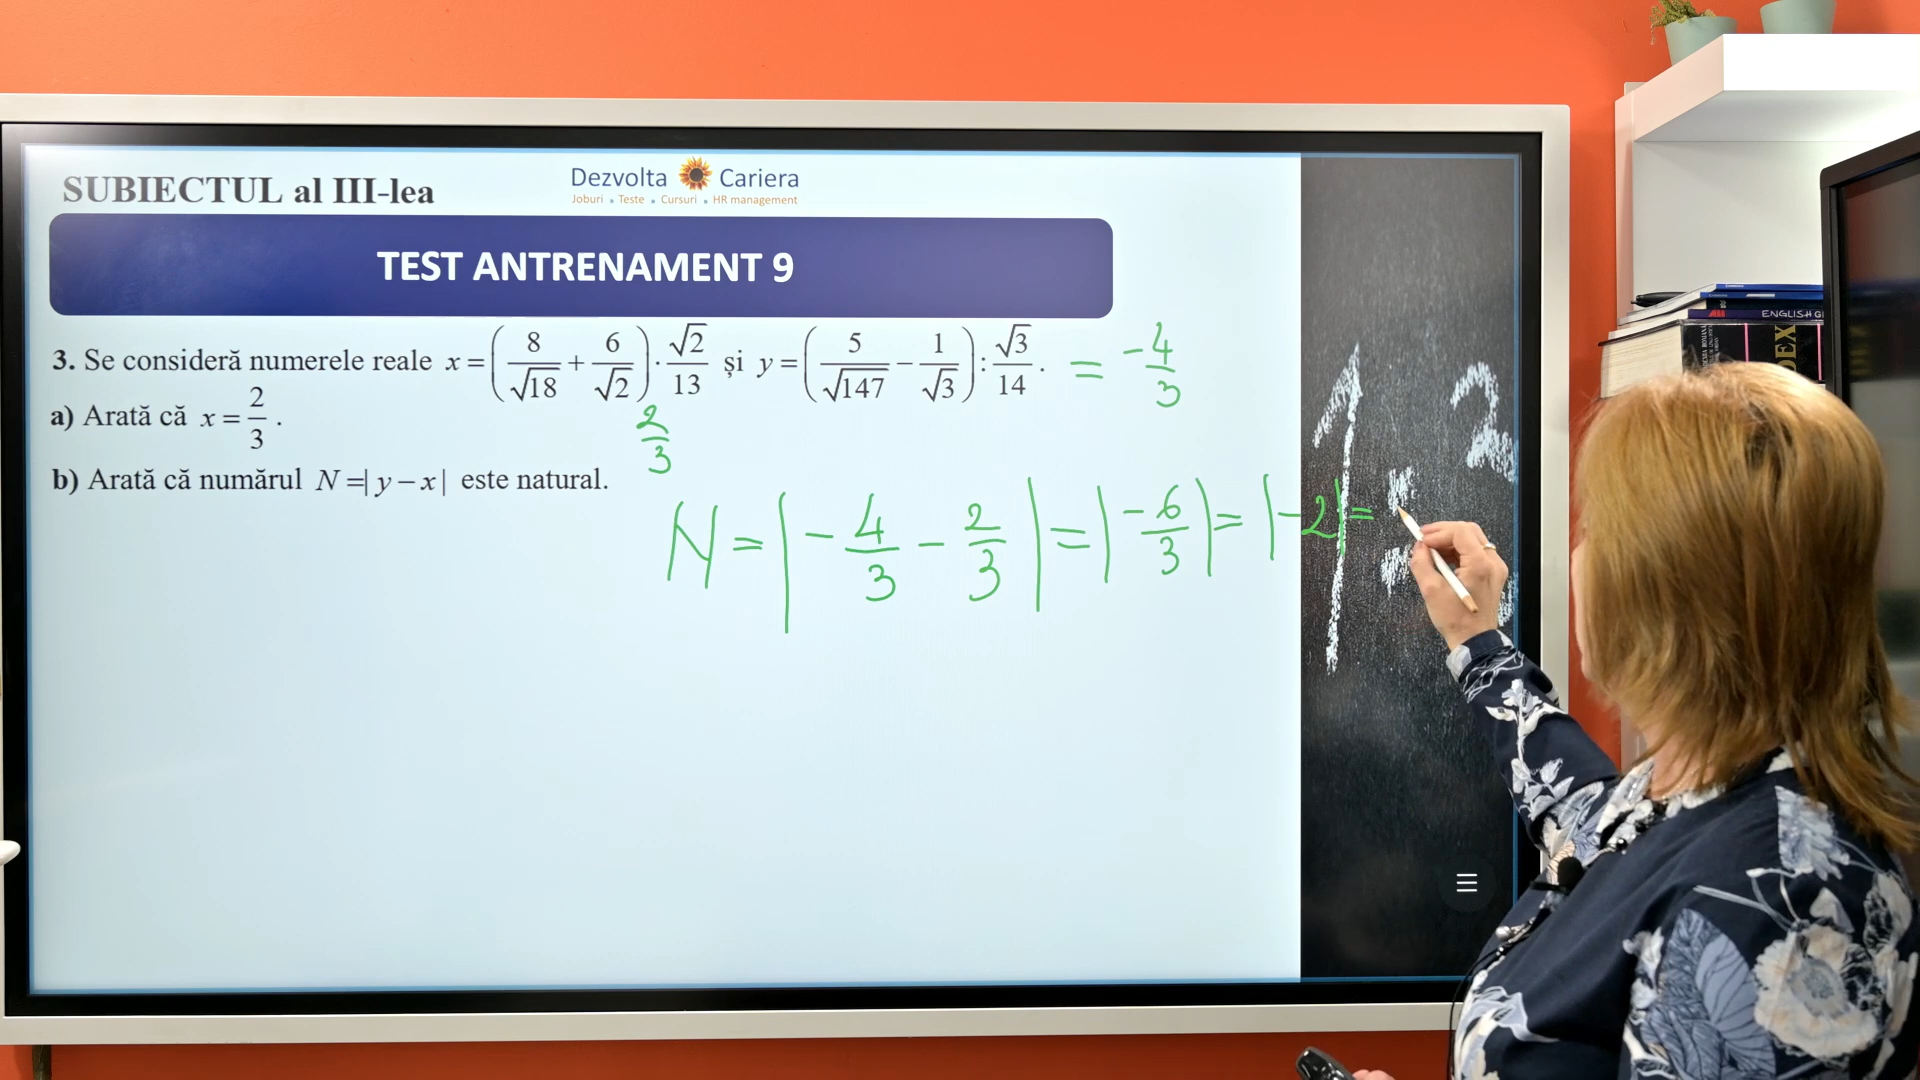 SUBIECTUL al III-lea
Dezvolta Cariera
Joburi . Teste . Cursuri . HR management
TEST ANTRENAMENT 9
3. Se consideră numerele reale x = (8/√18 + 6/√2) · √2/13 și y = (5/√147 − 1/√3) : √3/14 . = −4/3
a) Arată că x = 2/3 .
2/3
b) Arată că numărul N =| y − x | este natural.
N = | − 4/3 − 2/3 | = | −6/3 | = | −2 | =
ENGLISH G
DEX